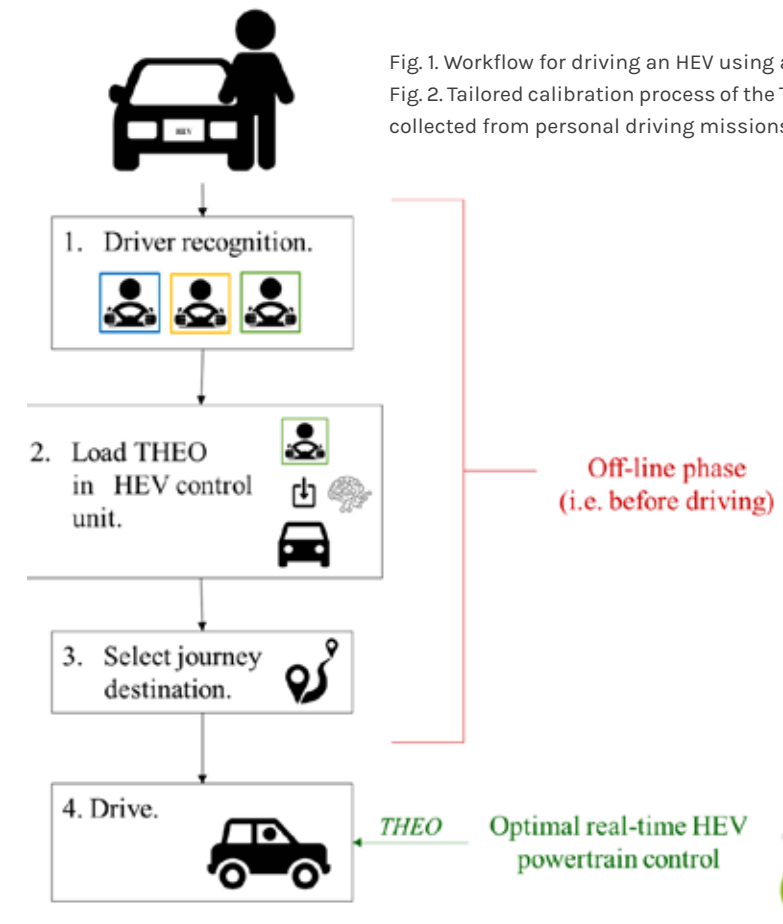 Fig. 1. Workflow for driving an HEV using a
Fig. 2. Tailored calibration process of the T
collected from personal driving missions
HEV
1. Driver recognition.
2. Load THEO
in HEV control
unit.
3. Select journey
destination.
Off-line phase
(i.e. before driving)
4. Drive.
THEO
Optimal real-time HEV
powertrain control